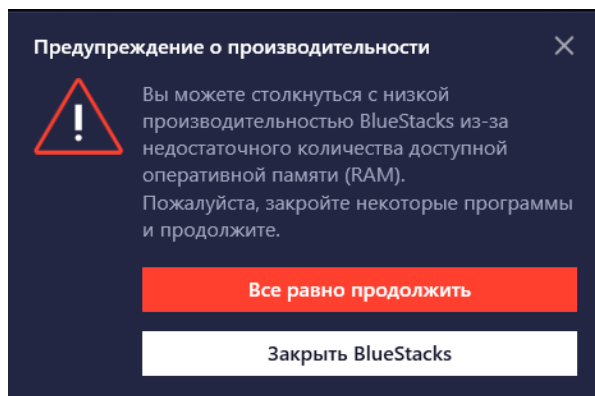 Предупреждение о производительности
Вы можете столкнуться с низкой
производительностью BlueStacks из-за
недостаточного количества доступной
оперативной памяти (RAM).
Пожалуйста, закройте некоторые программы
и продолжите.
Все равно продолжить
Закрыть BlueStacks